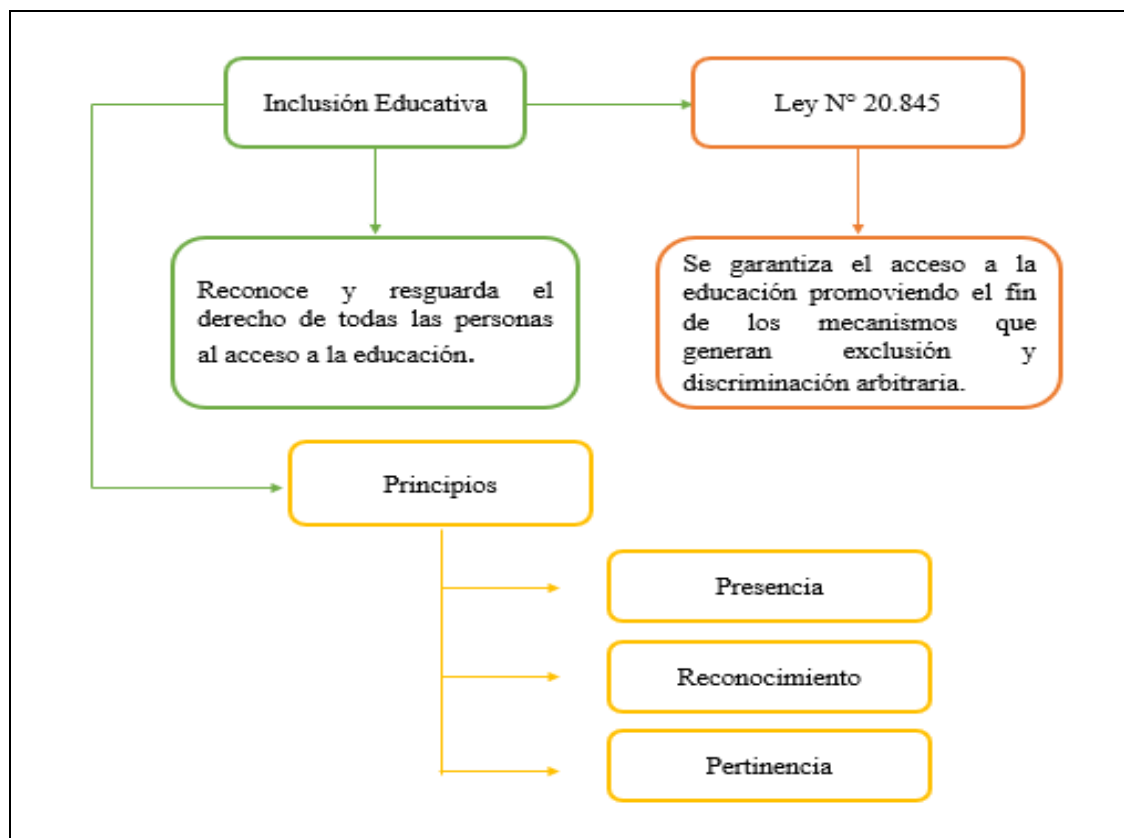 Inclusión Educativa
Ley N° 20.845
Reconoce y resguarda el
derecho de todas las personas
al acceso a la educación.
Se garantiza el acceso a la
educación promoviendo el fin
de los mecanismos que
generan exclusión y
discriminación arbitraria.
Principios
Presencia
Reconocimiento
Pertinencia